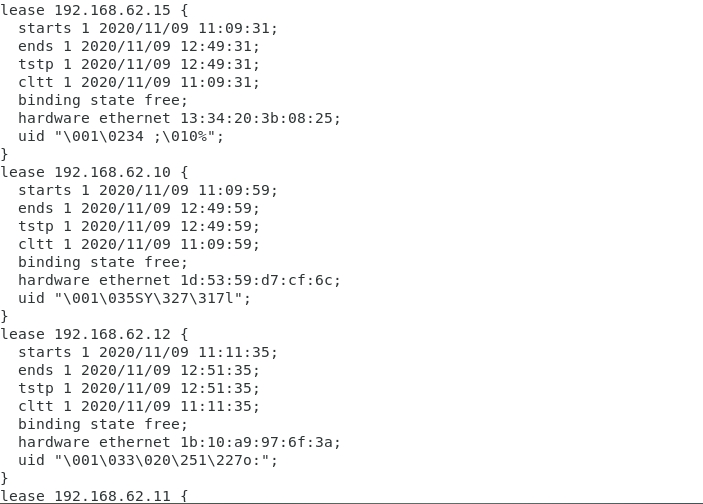 lease 192.168.62.15 {
  starts 1 2020/11/09 11:09:31;
  ends 1 2020/11/09 12:49:31;
  tstp 1 2020/11/09 12:49:31;
  cltt 1 2020/11/09 11:09:31;
  binding state free;
  hardware ethernet 13:34:20:3b:08:25;
  uid "\001\0234 ;\010%";
}
lease 192.168.62.10 {
  starts 1 2020/11/09 11:09:59;
  ends 1 2020/11/09 12:49:59;
  tstp 1 2020/11/09 12:49:59;
  cltt 1 2020/11/09 11:09:59;
  binding state free;
  hardware ethernet 1d:53:59:d7:cf:6c;
  uid "\001\035SY\327\317l";
}
lease 192.168.62.12 {
  starts 1 2020/11/09 11:11:35;
  ends 1 2020/11/09 12:51:35;
  tstp 1 2020/11/09 12:51:35;
  cltt 1 2020/11/09 11:11:35;
  binding state free;
  hardware ethernet 1b:10:a9:97:6f:3a;
  uid "\001\033\020\251\227o:";
}
lease 192.168.62.11 {